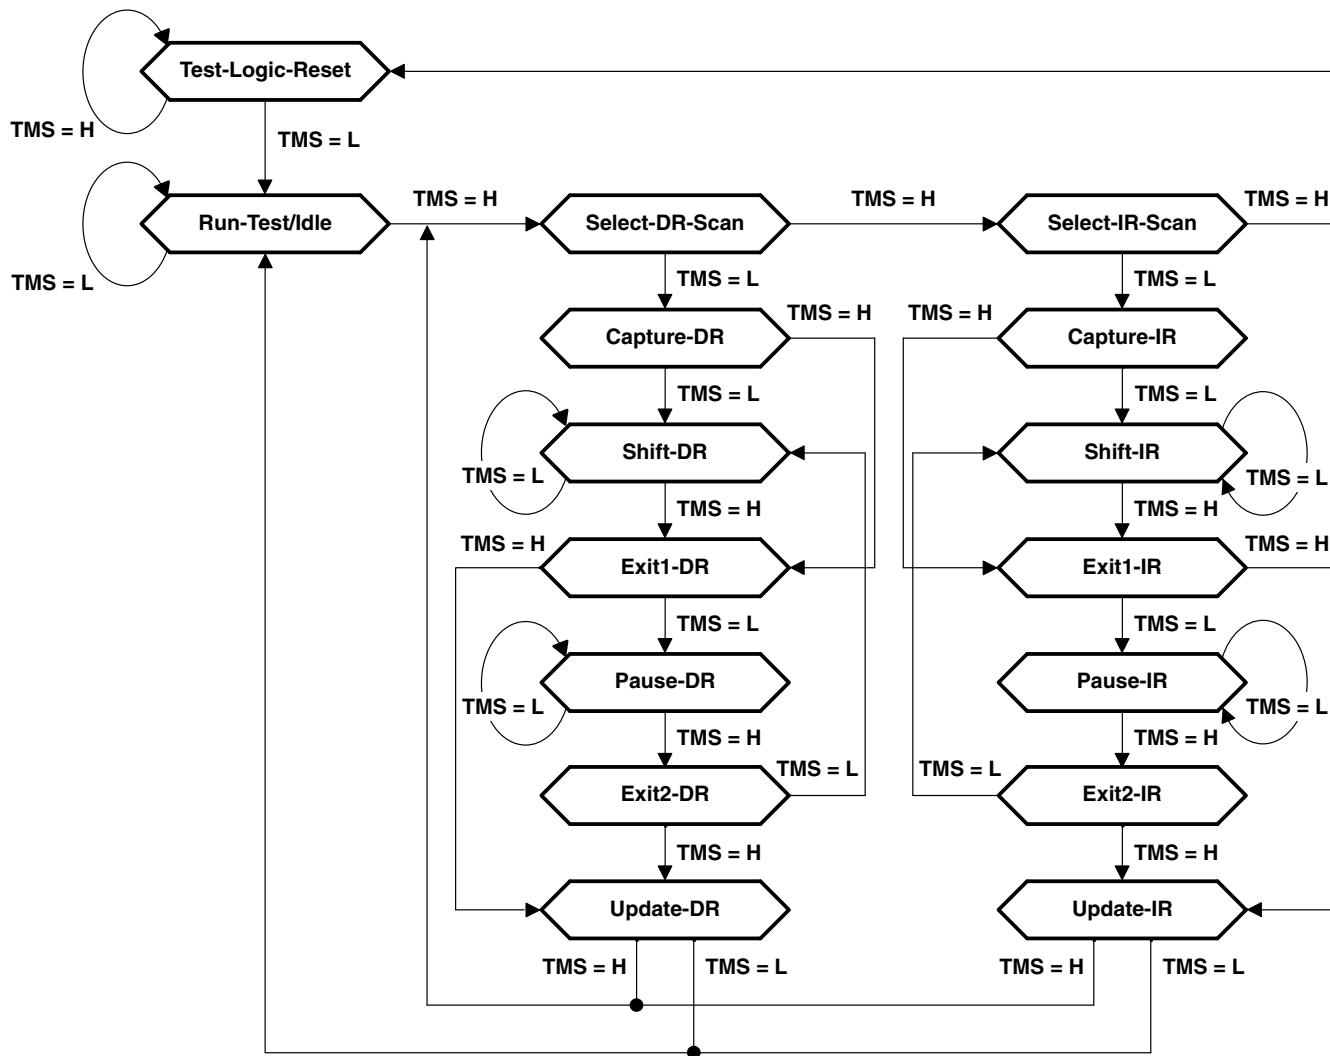 Test-Logic-Reset
TMS = H
TMS = L
Run-Test/Idle
TMS = L
TMS = H
Select-DR-Scan
TMS = H
Select-IR-Scan
TMS = H
TMS = L
TMS = L
Capture-DR
TMS = H
TMS = H
Capture-IR
TMS = L
TMS = L
Shift-DR
TMS = L
Shift-IR
TMS = L
TMS = H
TMS = H
TMS = H
Exit1-DR
Exit1-IR
TMS = H
TMS = L
TMS = L
Pause-DR
TMS = L
Pause-IR
TMS = L
TMS = H
TMS = H
Exit2-DR
TMS = L
TMS = L
Exit2-IR
TMS = H
TMS = H
Update-DR
Update-IR
TMS = H
TMS = L
TMS = H
TMS = L